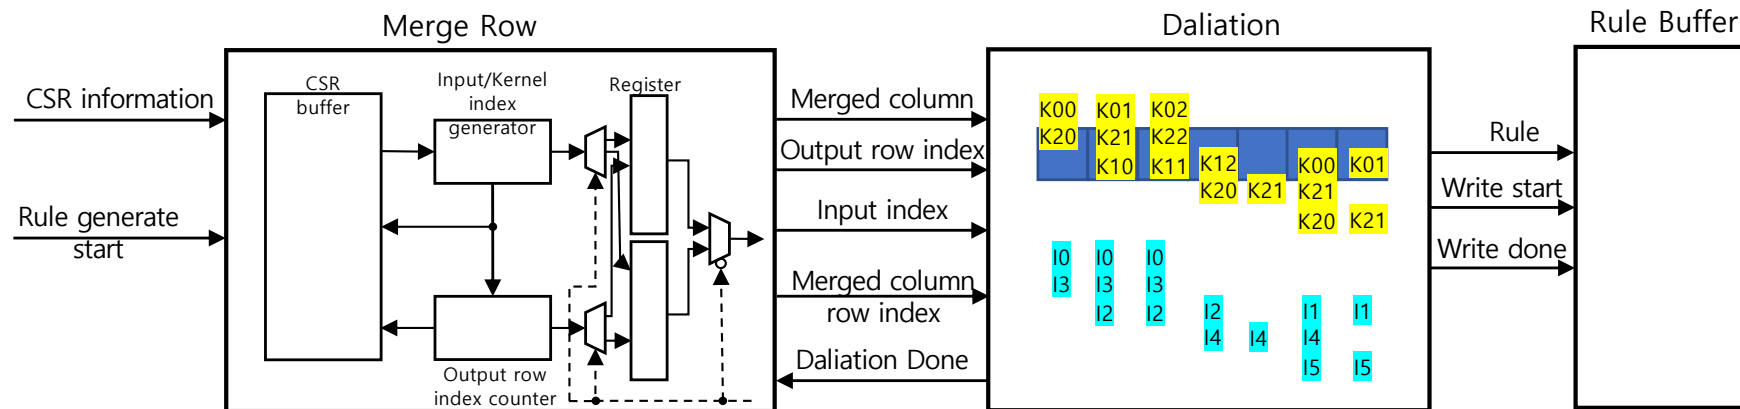 Merge Row
Daliation
Rule Buffer
CSR information
Rule generate
start
CSR
buffer
Input/Kernel
index
generator
Register
Output row
index counter
Merged column
Output row index
Input index
Merged column
row index
Daliation Done
K00 K01 K02
K20 K21 K22
K10 K11 K12 K00 K01
K20 K21 K21
K20 K21
I0 I0 I0
I3 I3 I3
I2 I2 I2 I1 I1
I4 I4 I4
I5 I5
Rule
Write start
Write done